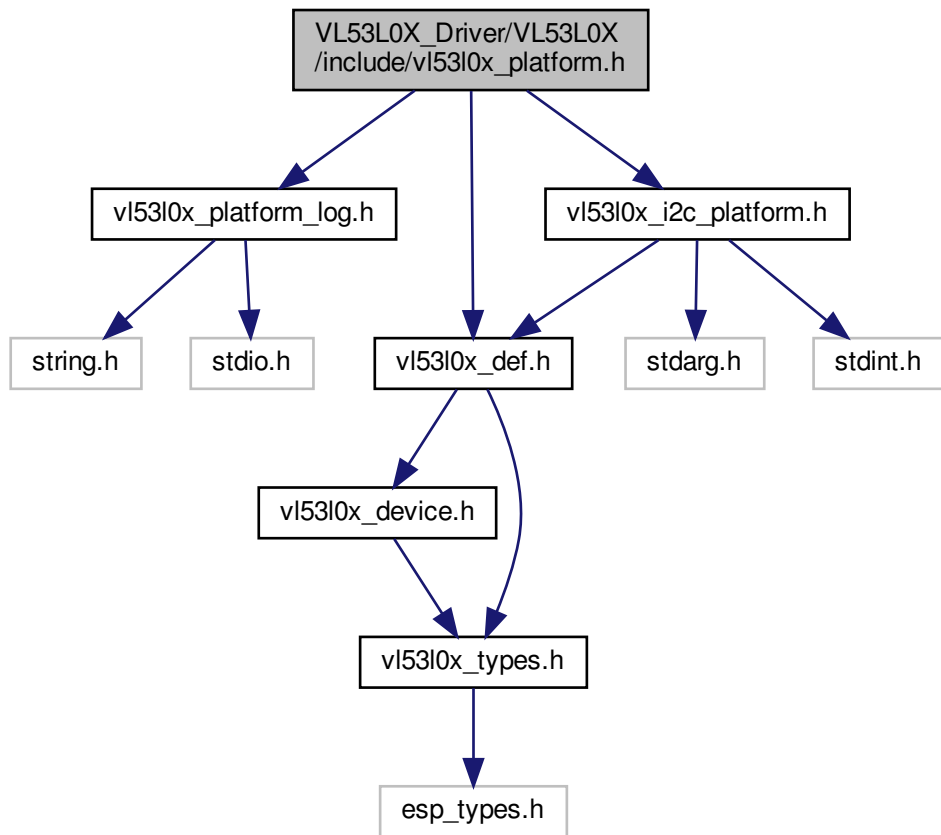 VL53L0X_Driver/VL53L0X
/include/vl53l0x_platform.h
vl53l0x_platform_log.h
vl53l0x_i2c_platform.h
string.h
stdio.h
vl53l0x_def.h
stdarg.h
stdint.h
vl53l0x_device.h
vl53l0x_types.h
esp_types.h